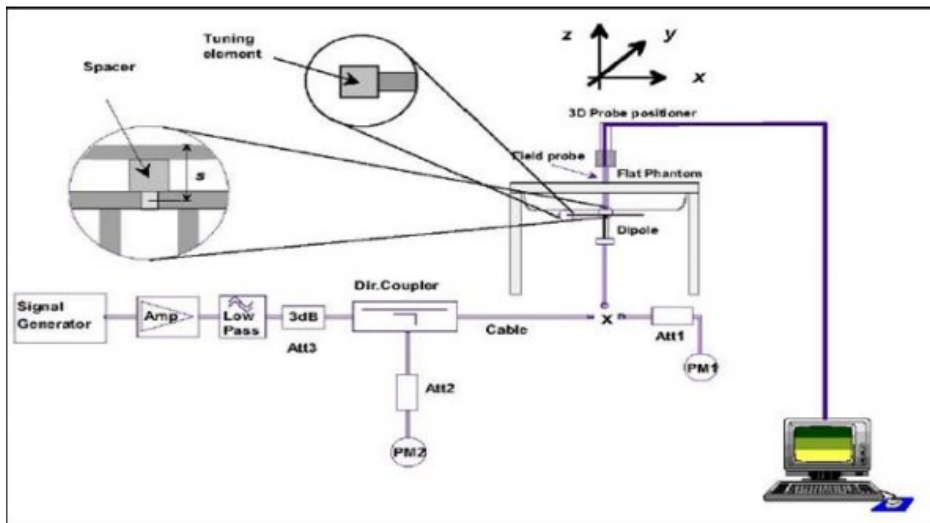 Tuning
element
Spacer
z
y
x
3D Probe positioner
Field probe
Flat Phantom
s
Dipole
Dir.Coupler
Signal
Generator
Amp
Low
Pass
3dB
Att3
Cable
x
Att1
PM1
Att2
PM2